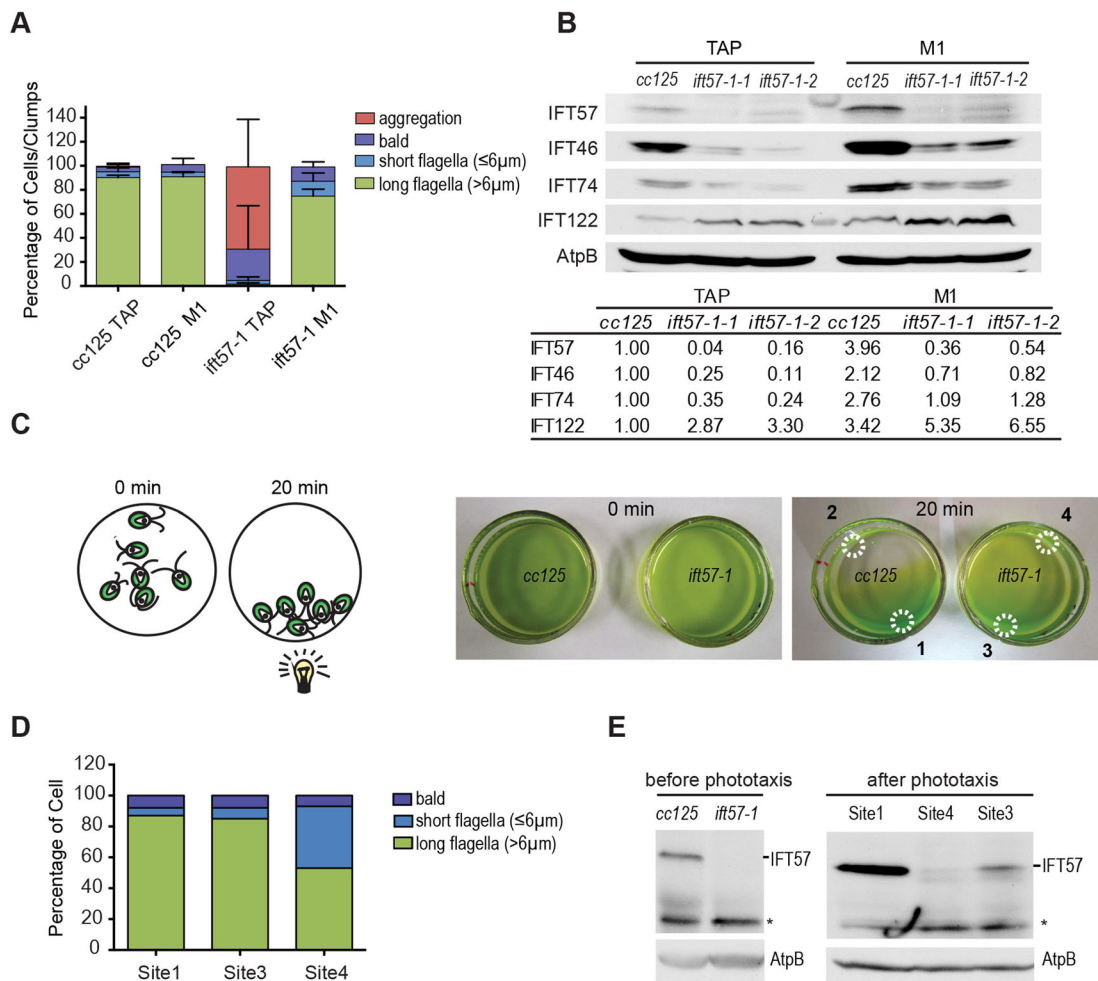 A
Percentage of Cells/Clumps
140
120
100
80
60
40
20
0
cc125 TAP
cc125 M1
ift57-1 TAP
ift57-1 M1
aggregation
bald
short flagella (≤6μm)
long flagella (>6μm)
B
TAP M1
cc125 ift57-1-1 ift57-1-2 cc125 ift57-1-1 ift57-1-2
IFT57
IFT46
IFT74
IFT122
AtpB
TAP M1
cc125 ift57-1-1 ift57-1-2 cc125 ift57-1-1 ift57-1-2
IFT57 1.00 0.04 0.16 3.96 0.36 0.54
IFT46 1.00 0.25 0.11 2.12 0.71 0.82
IFT74 1.00 0.35 0.24 2.76 1.09 1.28
IFT122 1.00 2.87 3.30 3.42 5.35 6.55
C
0 min 20 min
0 min
cc125 ift57-1
20 min
2 4
cc125 ift57-1
1 3
D
Percentage of Cell
120
100
80
60
40
20
0
Site1 Site3 Site4
bald
short flagella (≤6μm)
long flagella (>6μm)
E
before phototaxis
cc125 ift57-1
IFT57
*
AtpB
after phototaxis
Site1 Site4 Site3
IFT57
*
AtpB